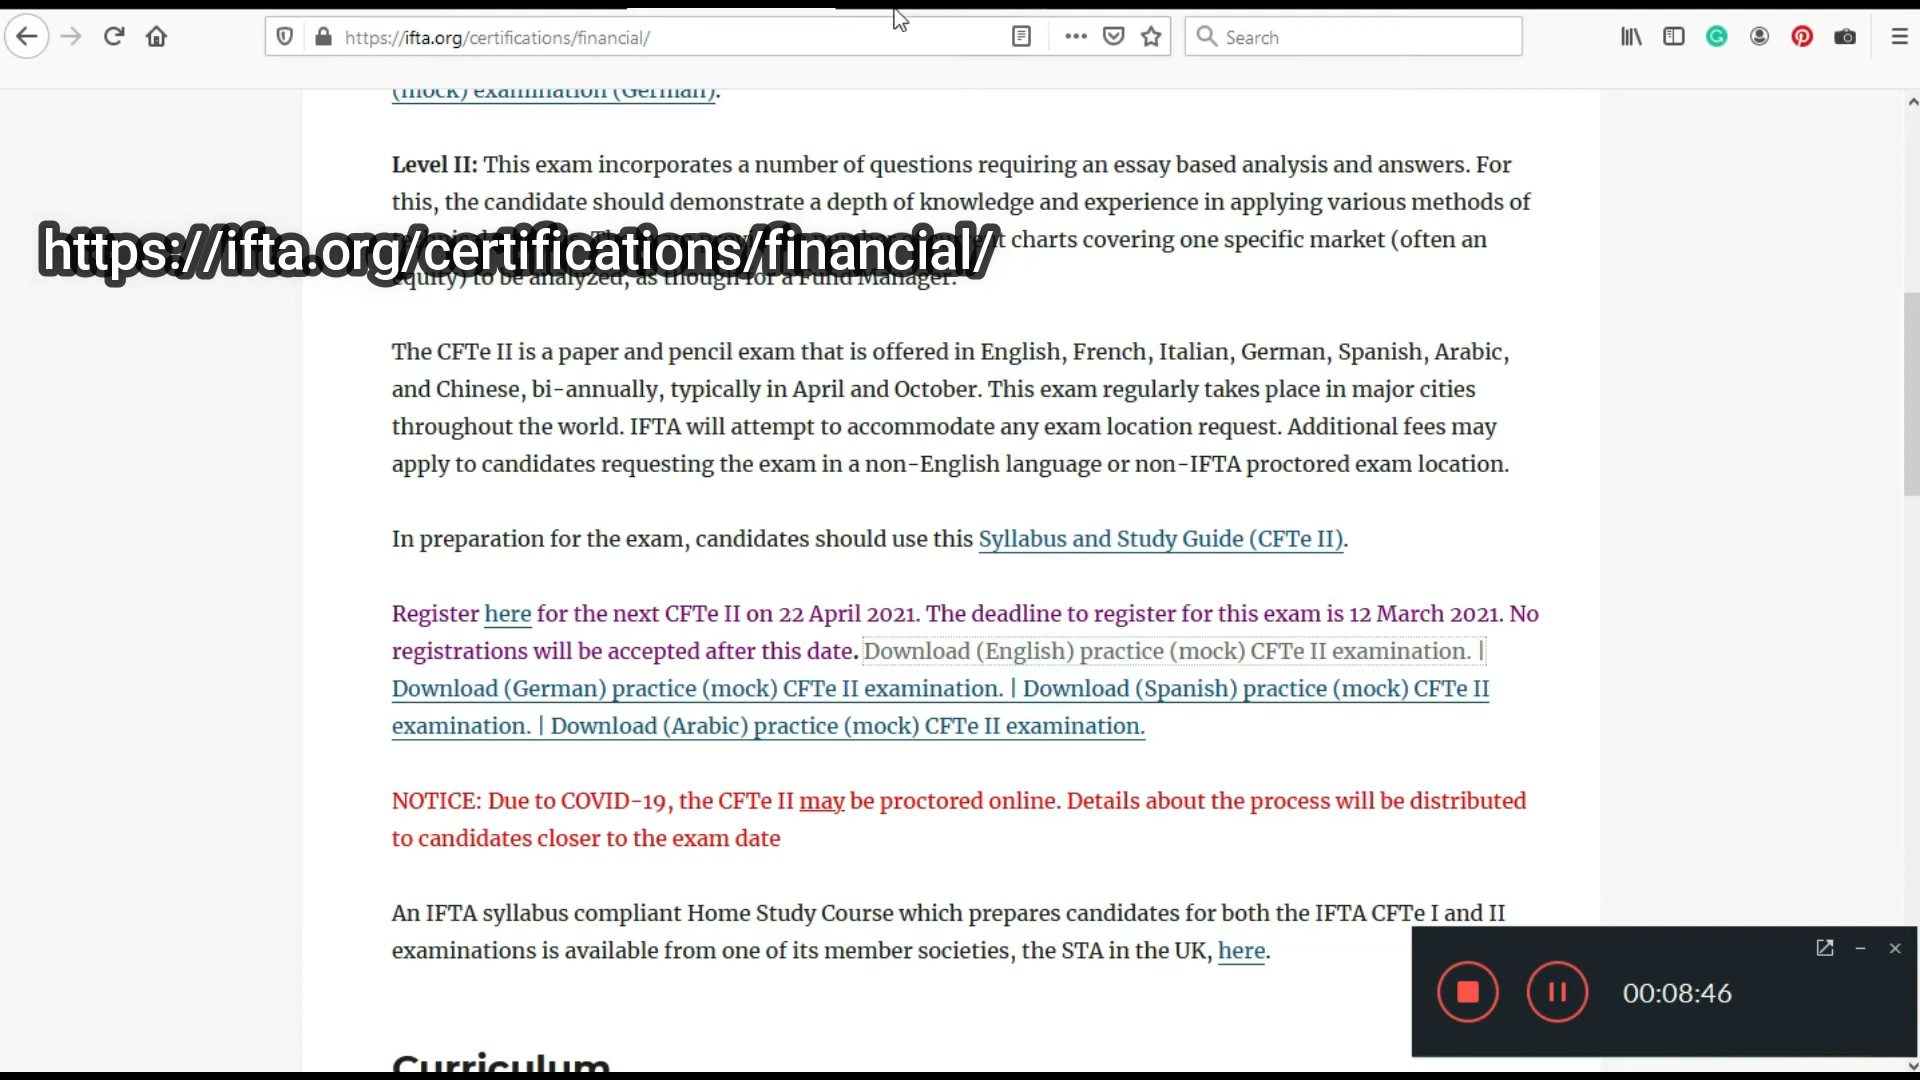 https://ifta.org/certifications/financial/
Search
(mock) examination (German).
Level II: This exam incorporates a number of questions requiring an essay based analysis and answers. For
this, the candidate should demonstrate a depth of knowledge and experience in applying various methods of
https://ifta.org/certifications/financial/
charts covering one specific market (often an
equity) to be analyzed, as though for a Fund Manager.
The CFTe II is a paper and pencil exam that is offered in English, French, Italian, German, Spanish, Arabic,
and Chinese, bi-annually, typically in April and October. This exam regularly takes place in major cities
throughout the world. IFTA will attempt to accommodate any exam location request. Additional fees may
apply to candidates requesting the exam in a non-English language or non-IFTA proctored exam location.
In preparation for the exam, candidates should use this Syllabus and Study Guide (CFTe II).
Register here for the next CFTe II on 22 April 2021. The deadline to register for this exam is 12 March 2021. No
registrations will be accepted after this date. Download (English) practice (mock) CFTe II examination. |
Download (German) practice (mock) CFTe II examination. | Download (Spanish) practice (mock) CFTe II
examination. | Download (Arabic) practice (mock) CFTe II examination.
NOTICE: Due to COVID-19, the CFTe II may be proctored online. Details about the process will be distributed
to candidates closer to the exam date
An IFTA syllabus compliant Home Study Course which prepares candidates for both the IFTA CFTe I and II
examinations is available from one of its member societies, the STA in the UK, here.
00:08:46
Curriculum